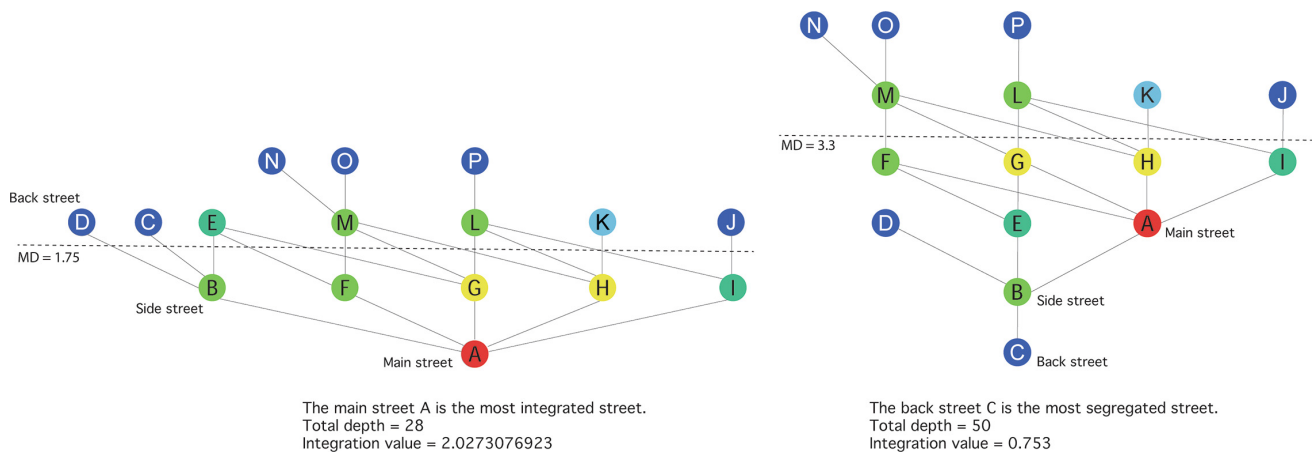 N O P
Back street
D C E M L K J
MD = 1.75
B F G H I
Side street
A
Main street
The main street A is the most integrated street.
Total depth = 28
Integration value = 2.0273076923
N O P
M L K J
MD = 3.3
F G H I
D E A
Main street
B
Side street
C
Back street
The back street C is the most segregated street.
Total depth = 50
Integration value = 0.753